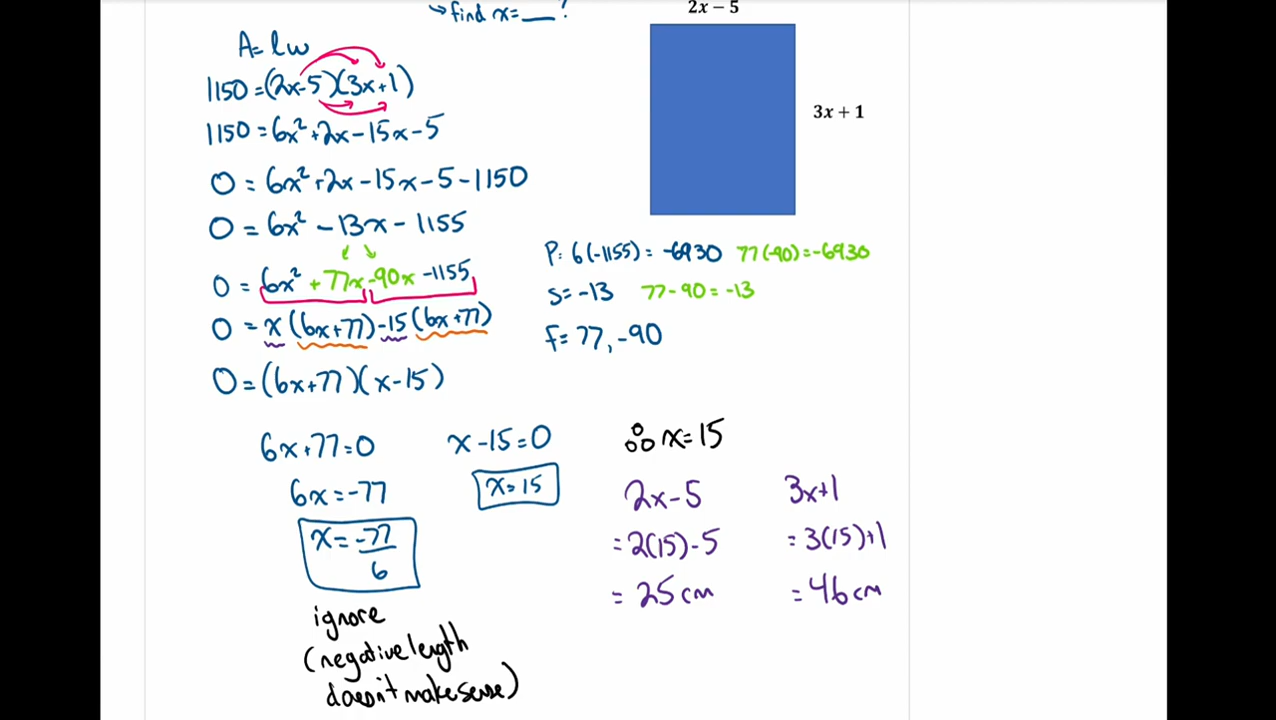 ↳ find x=___?
2x − 5
A = lw
1150 = (2x-5)(3x+1)
3x + 1
1150 = 6x² + 2x - 15x - 5
0 = 6x² + 2x - 15x - 5 - 1150
0 = 6x² - 13x - 1155
P: 6(-1155) = -6930 77(-90) = -6930
0 = 6x² + 77x - 90x - 1155
S = -13 77 - 90 = -13
0 = x(6x+77) - 15(6x+77)
F = 77, -90
0 = (6x+77)(x-15)
6x+77=0 x-15=0 ∴ x=15
6x = -77 x=15 2x-5 3x+1
x = -77/6 = 2(15)-5 = 3(15)+1
= 25cm = 46cm
ignore
(negative length
doesn't make sense)